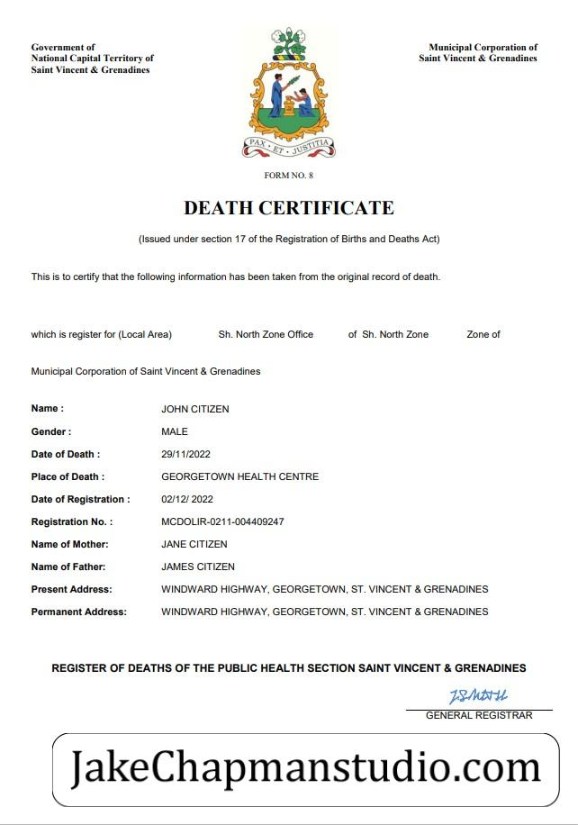 Government of
National Capital Territory of
Saint Vincent & Grenadines
Municipal Corporation of
Saint Vincent & Grenadines
PAX • ET • JUSTITIA
FORM NO. 8
DEATH CERTIFICATE
(Issued under section 17 of the Registration of Births and Deaths Act)
This is to certify that the following information has been taken from the original record of death.
which is register for (Local Area) Sh. North Zone Office of Sh. North Zone Zone of
Municipal Corporation of Saint Vincent & Grenadines
Name : JOHN CITIZEN
Gender : MALE
Date of Death : 29/11/2022
Place of Death : GEORGETOWN HEALTH CENTRE
Date of Registration : 02/12/ 2022
Registration No. : MCDOLIR-0211-004409247
Name of Mother: JANE CITIZEN
Name of Father: JAMES CITIZEN
Present Address: WINDWARD HIGHWAY, GEORGETOWN, ST. VINCENT & GRENADINES
Permanent Address: WINDWARD HIGHWAY, GEORGETOWN, ST. VINCENT & GRENADINES
REGISTER OF DEATHS OF THE PUBLIC HEALTH SECTION SAINT VINCENT & GRENADINES
GENERAL REGISTRAR
JakeChapmanstudio.com